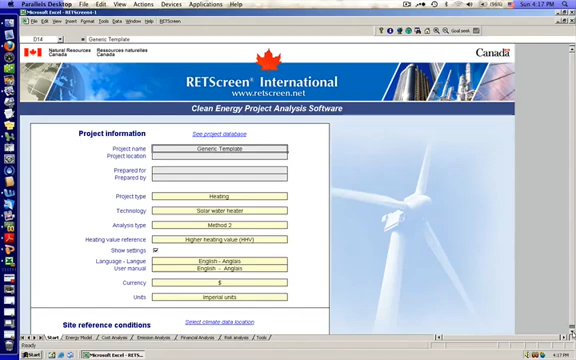 Parallels Desktop File Edit View Actions Devices Window Help Sun 4:17 PM
Microsoft Excel - RETScreen4-1
File Edit View Insert Format Tools Data Window Help RETScreen
Goal seek
D14 Generic Template
Natural Resources Canada Ressources naturelles Canada
Canada
RETScreen® International
www.retscreen.net
Clean Energy Project Analysis Software
Project information See project database
Project name Generic Template
Project location
Prepared for
Prepared by
Project type Heating
Technology Solar water heater
Analysis type Method 2
Heating value reference Higher heating value (HHV)
Show settings
Language - Langue English - Anglais
User manual English - Anglais
Currency $
Units Imperial units
Site reference conditions Select climate data location
Start Energy Model Cost Analysis Emission Analysis Financial Analysis Risk analysis Tools
Ready
Start Microsoft Excel - RETS... 4:17 PM